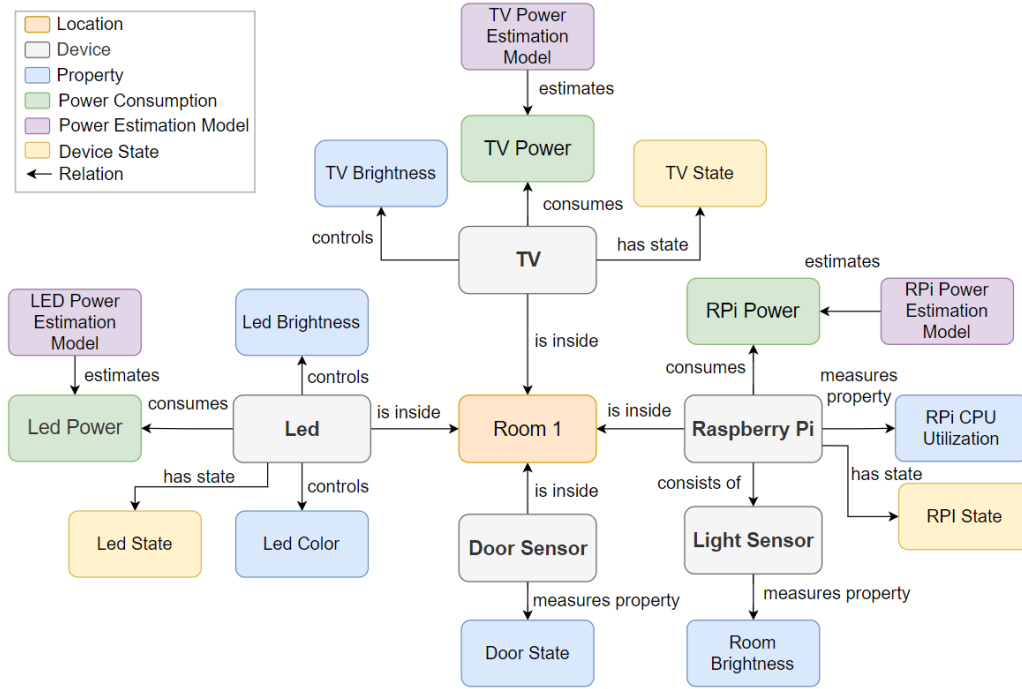 Location
Device
Property
Power Consumption
Power Estimation Model
Device State
Relation
TV Power
Estimation
Model
estimates
TV Power
TV Brightness
TV State
consumes
controls
has state
TV
LED Power
Estimation
Model
Led Brightness
estimates
RPi Power
RPi Power
Estimation
Model
is inside
estimates
controls
consumes
measures
property
Led Power
consumes
Led
is inside
Room 1
is inside
Raspberry Pi
RPi CPU
Utilization
has state
controls
is inside
consists of
has state
Led State
Led Color
Door Sensor
Light Sensor
RPI State
measures property
measures property
Door State
Room
Brightness